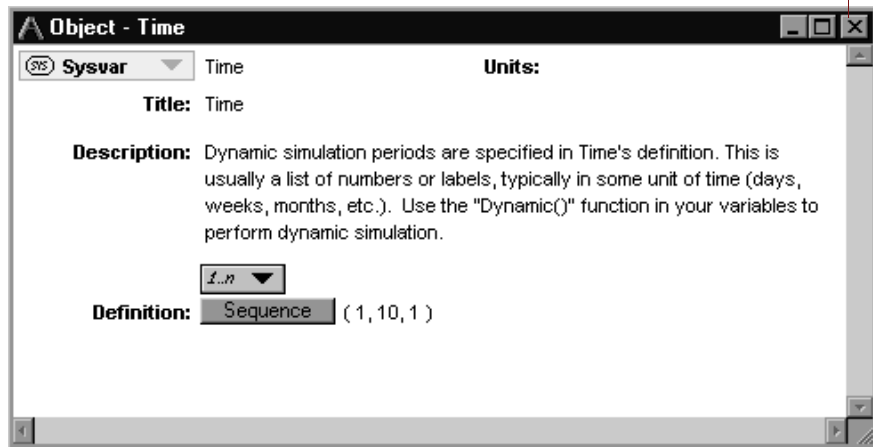 Object - Time
SYS Sysvar Time Units:
Title: Time
Description: Dynamic simulation periods are specified in Time's definition. This is
usually a list of numbers or labels, typically in some unit of time (days,
weeks, months, etc.).  Use the "Dynamic()" function in your variables to
perform dynamic simulation.
1..n
Definition: Sequence ( 1, 10, 1 )